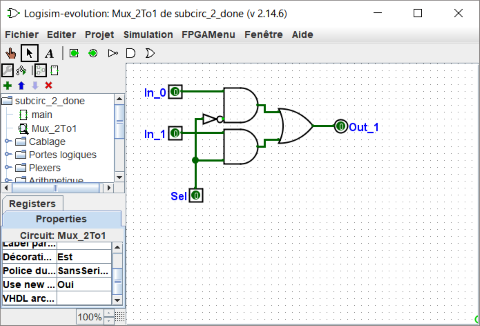 Logisim-evolution: Mux_2To1 de subcirc_2_done (v 2.14.6)
Fichier Editer Projet Simulation FPGAMenu Fenêtre Aide
A
subcirc_2_done
main
Mux_2To1
Cablage
Portes logiques
Plexers
Arithmetique
Registers
Properties
Circuit: Mux_2To1
Label par...
Décorati... Est
Police du... SansSeri...
Use new ... Oui
VHDL arc...
100%
In_0
In_1
Sel
Out_1